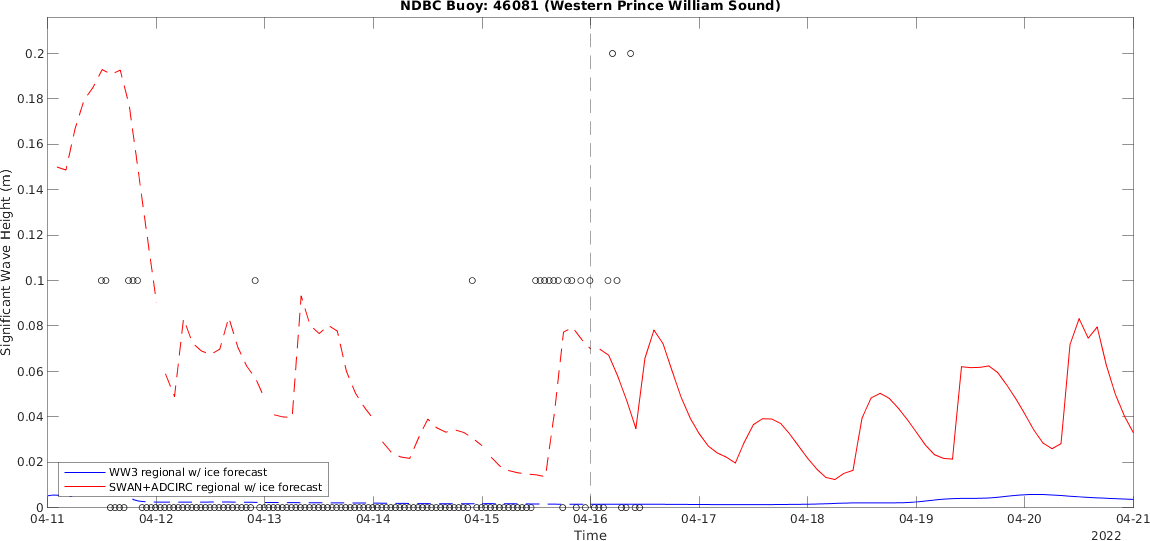 NDBC Buoy: 46081 (Western Prince William Sound)
Significant Wave Height (m)
0.2
0.18
0.16
0.14
0.12
0.1
0.08
0.06
0.04
0.02
0
WW3 regional w/ ice forecast
SWAN+ADCIRC regional w/ ice forecast
04-11 04-12 04-13 04-14 04-15 04-16 04-17 04-18 04-19 04-20 04-21
Time
2022